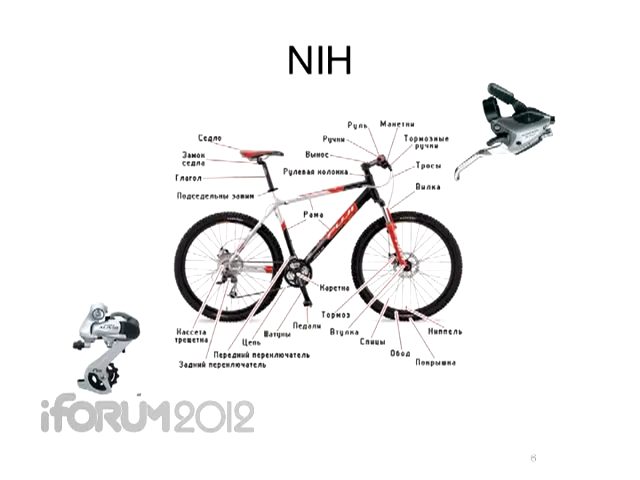 NIH
Седло
Замок
седла
Глагол
Подседельны зажим
Руль
Манетки
Ручки
Тормозные
ручки
Вынос
Рулевая колонка
Тросы
Вилка
Рама
FUJI
Каретка
Кассета
трещетка
Цепь
Шатуны
Педали
Тормоз
Втулка
Спицы
Обод
Ниппель
Покрышка
Передний переключатель
Задний переключатель
iFORUM2012
8